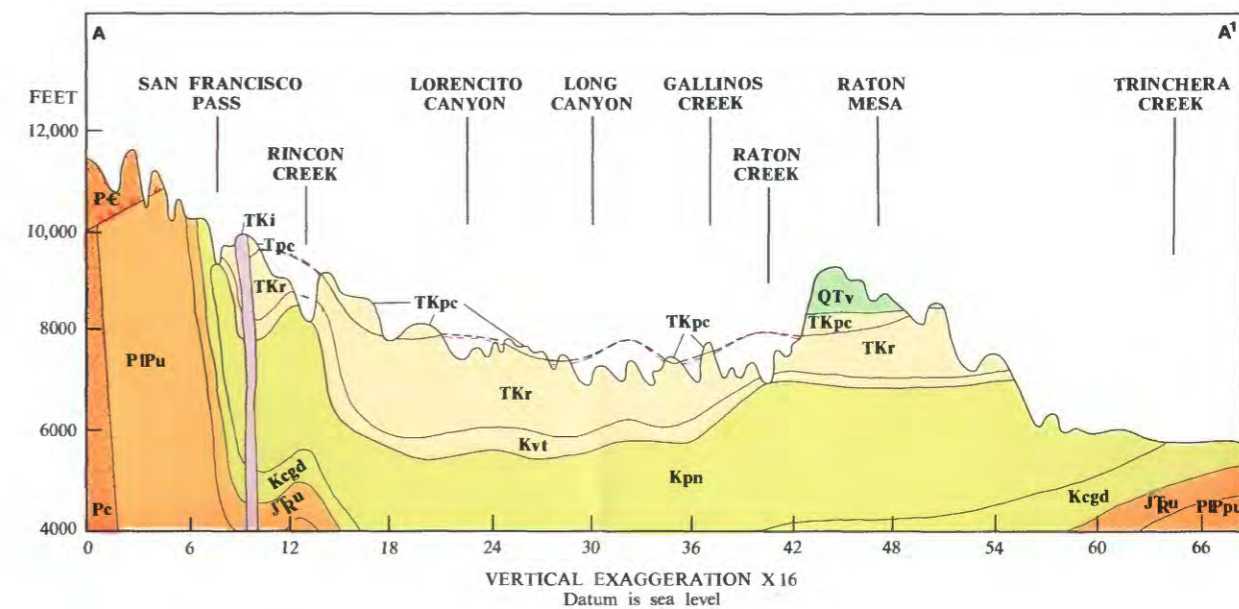 A
A¹
FEET
SAN FRANCISCO
PASS
RINCON
CREEK
LORENCITO
CANYON
LONG
CANYON
GALLINOS
CREEK
RATON
CREEK
RATON
MESA
TRINCHERA
CREEK
12,000
10,000
8000
6000
4000
P€
PIPu
Pc
TKi
Tpc
TKr
TKpc
TKpc
QTv
TKpc
TKr
TKr
Kvt
Kpn
Kcgd
JTRu
Kcgd
JTRu
PIPpu
0
6
12
18
24
30
36
42
48
54
60
66
VERTICAL EXAGGERATION X 16
Datum is sea level